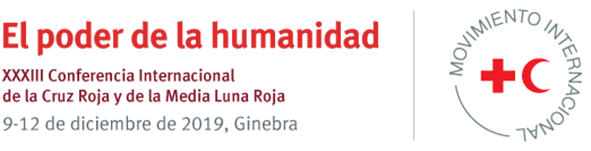 El poder de la humanidad
XXXIII Conferencia Internacional
de la Cruz Roja y de la Media Luna Roja
9-12 de diciembre de 2019, Ginebra
MOVIMIENTO INTERNACIONAL